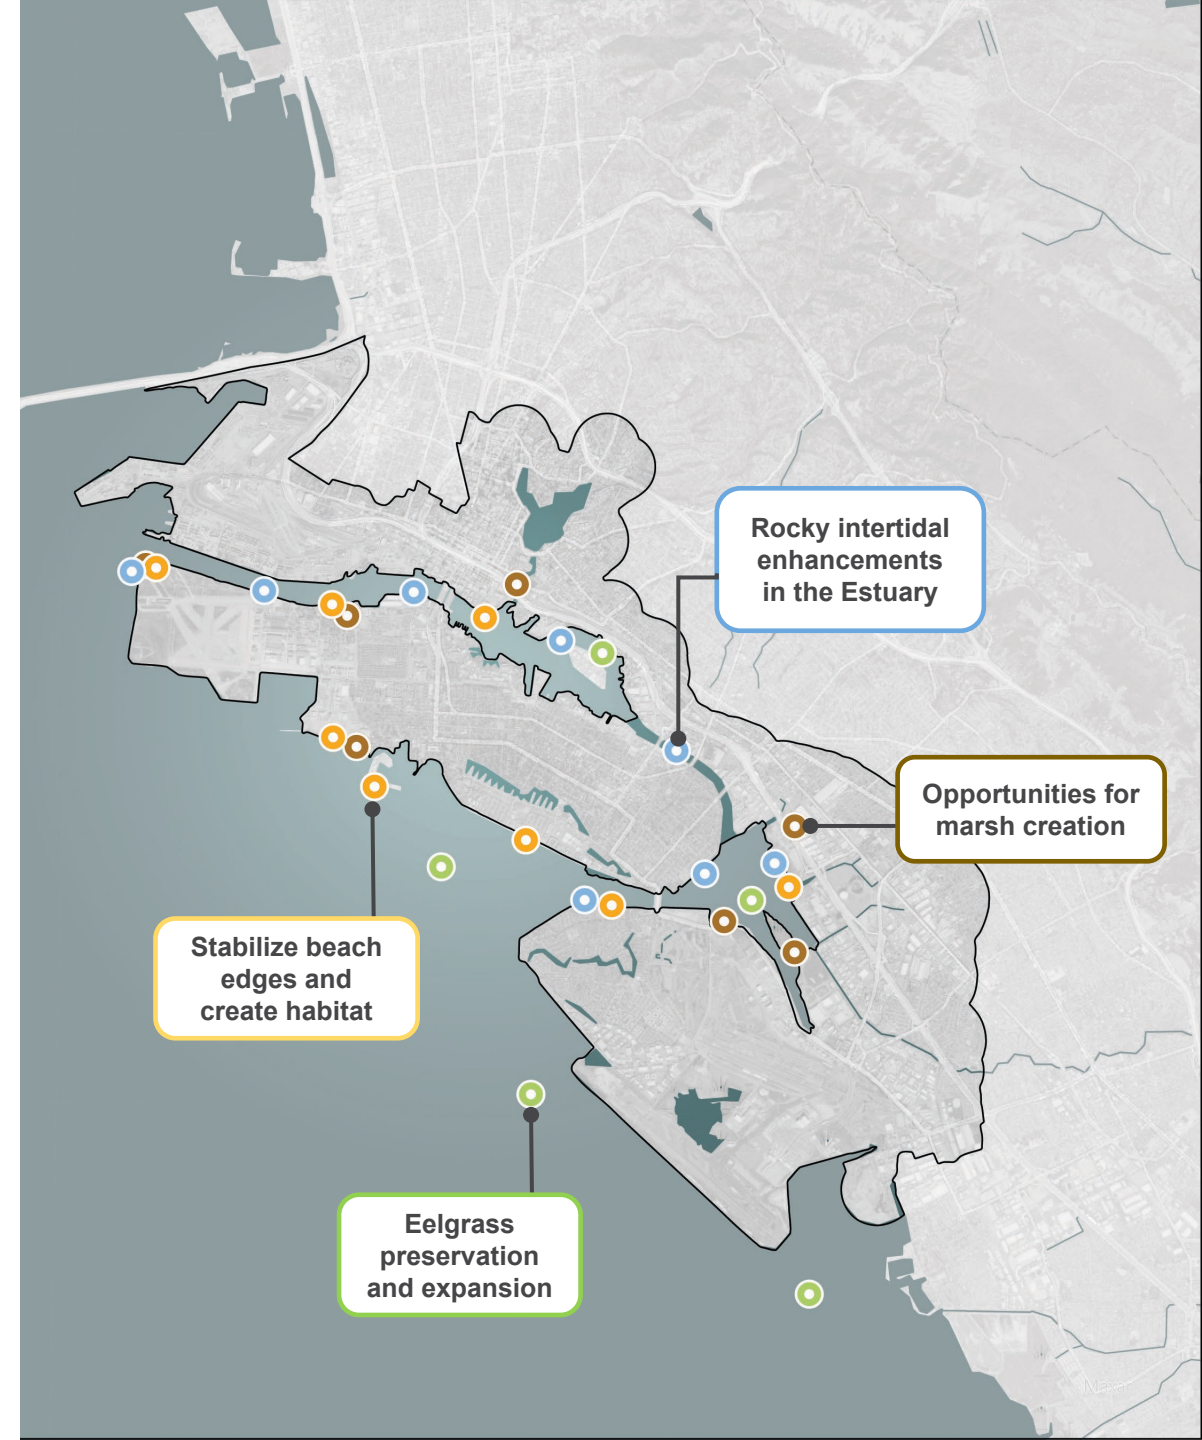 Rocky intertidal
enhancements
in the Estuary
Opportunities for
marsh creation
Stabilize beach
edges and
create habitat
Eelgrass
preservation
and expansion